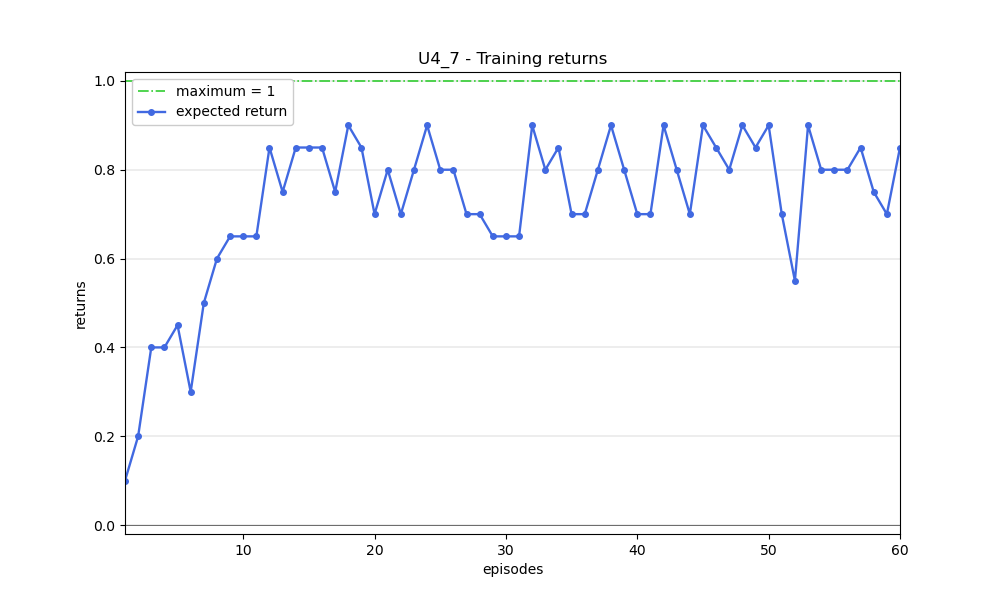 U4_7 - Training returns
maximum = 1
expected return
returns
1.0
0.8
0.6
0.4
0.2
0.0
10 20 30 40 50 60
episodes